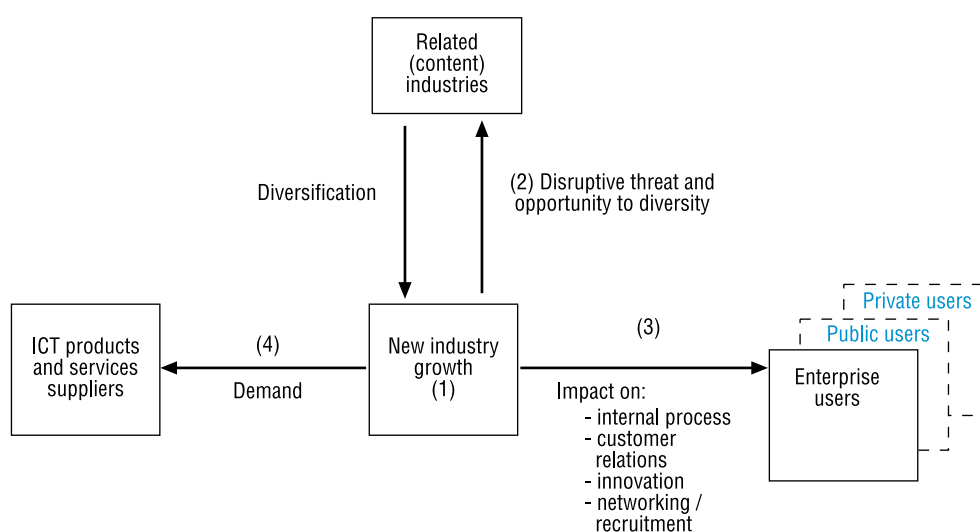 Related
(content)
industries
Diversification
(2) Disruptive threat and
opportunity to diversity
Private users
Public users
Enterprise
users
ICT products
and services
suppliers
(4)
Demand
New industry
growth
(1)
(3)
Impact on:
- internal process
- customer
relations
- innovation
- networking /
recruitment